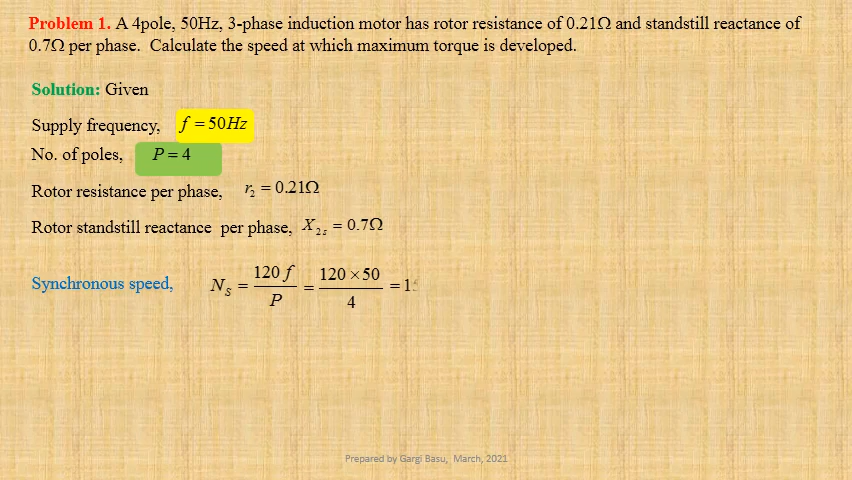 Problem 1. A 4pole, 50Hz, 3-phase induction motor has rotor resistance of 0.21Ω and standstill reactance of
0.7Ω per phase. Calculate the speed at which maximum torque is developed.
Solution: Given
Supply frequency, f = 50Hz
No. of poles, P = 4
Rotor resistance per phase, r₂ = 0.21Ω
Rotor standstill reactance per phase, X₂ₛ = 0.7Ω
Synchronous speed, N_S = 120 f / P = 120 × 50 / 4 = 1
Prepared by Gargi Basu, March, 2021